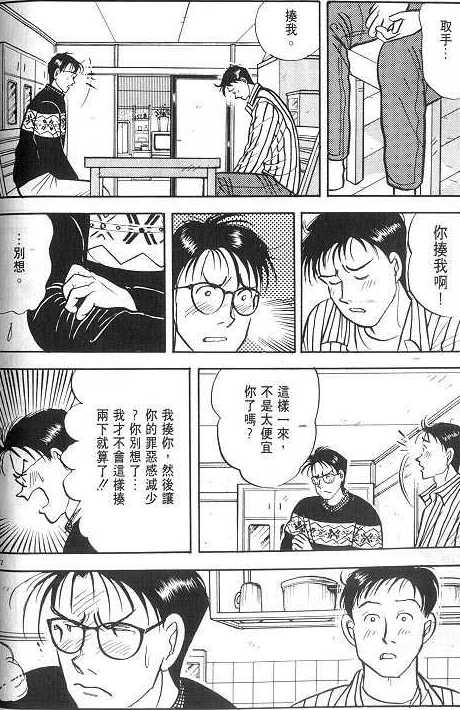 取手…
揍我。
你揍我啊！
…別想。
這樣一來，
不是太便宜
你了嗎？
我揍你，然後讓
你的罪惡感減少
？你別想了…
我才不會這樣揍
兩下就算了!!